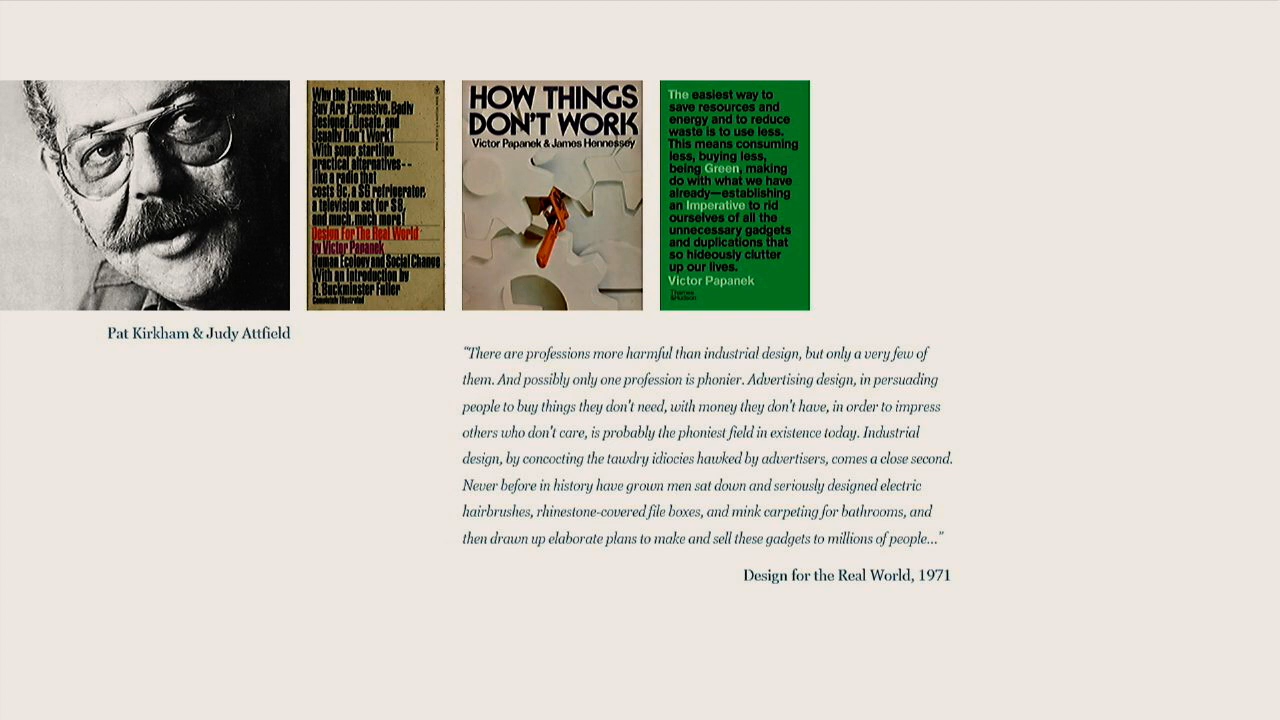 Why the Things You
Buy Are Expensive, Badly
Designed, Unsafe, and
Usually Don't Work!
With some startling
practical alternatives--
like a radio that
costs 9c, a $6 refrigerator,
a television set for $8,
and much, much more!
Design For The Real World
by Victor Papanek
Human Ecology and Social Change
With an Introduction by
R. Buckminster Fuller
Completely Illustrated
HOW THINGS
DON'T WORK
Victor Papanek & James Hennessey
The easiest way to
save resources and
energy and to reduce
waste is to use less.
This means consuming
less, buying less,
being Green, making
do with what we have
already—establishing
an Imperative to rid
ourselves of all the
unnecessary gadgets
and duplications that
so hideously clutter
up our lives.
Victor Papanek
Thames
&Hudson
Pat Kirkham & Judy Attfield
“There are professions more harmful than industrial design, but only a very few of
them. And possibly only one profession is phonier. Advertising design, in persuading
people to buy things they don't need, with money they don't have, in order to impress
others who don't care, is probably the phoniest field in existence today. Industrial
design, by concocting the tawdry idiocies hawked by advertisers, comes a close second.
Never before in history have grown men sat down and seriously designed electric
hairbrushes, rhinestone-covered file boxes, and mink carpeting for bathrooms, and
then drawn up elaborate plans to make and sell these gadgets to millions of people...”
Design for the Real World, 1971